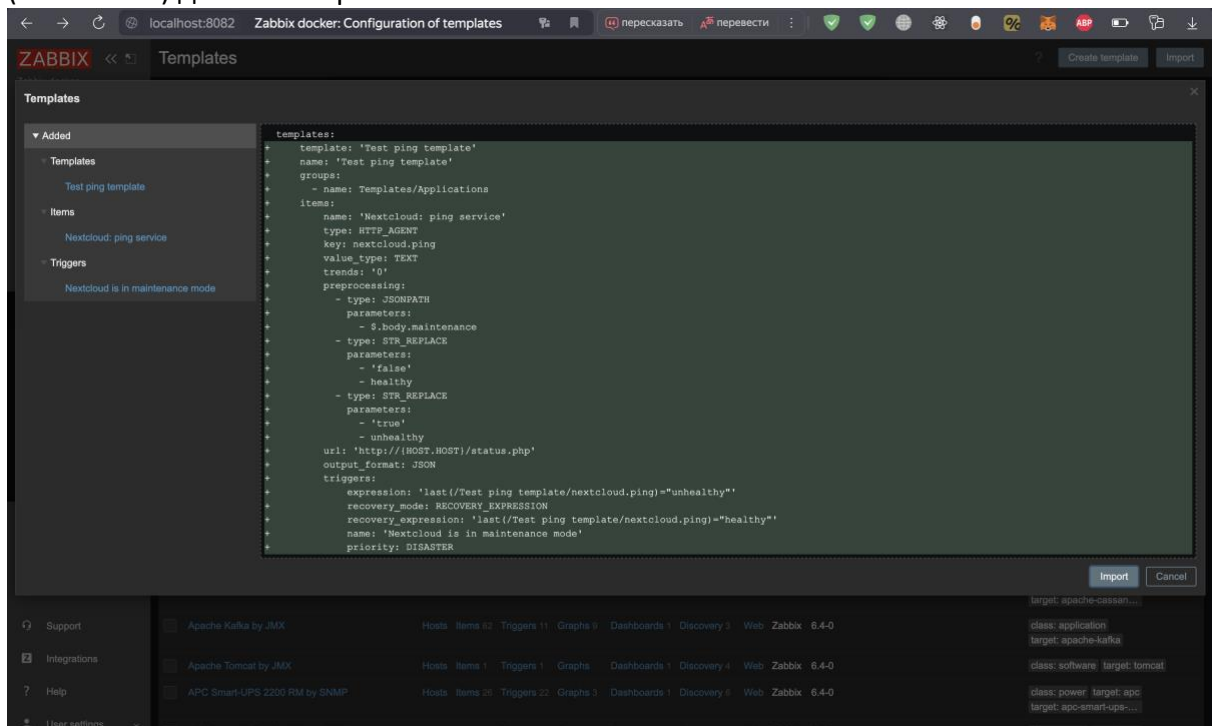 localhost:8082 Zabbix docker: Configuration of templates пересказать перевести ABP
ZABBIX Templates ? Create template Import
Templates
▼ Added
Templates
Test ping template
Items
Nextcloud: ping service
Triggers
Nextcloud is in maintenance mode
templates:
+ template: 'Test ping template'
+ name: 'Test ping template'
+ groups:
+ - name: Templates/Applications
+ items:
+ name: 'Nextcloud: ping service'
+ type: HTTP_AGENT
+ key: nextcloud.ping
+ value_type: TEXT
+ trends: '0'
+ preprocessing:
+ - type: JSONPATH
+ parameters:
+ - $.body.maintenance
+ - type: STR_REPLACE
+ parameters:
+ - 'false'
+ - healthy
+ - type: STR_REPLACE
+ parameters:
+ - 'true'
+ - unhealthy
+ url: 'http://{HOST.HOST}/status.php'
+ output_format: JSON
+ triggers:
+ expression: 'last(/Test ping template/nextcloud.ping)="unhealthy"'
+ recovery_mode: RECOVERY_EXPRESSION
+ recovery_expression: 'last(/Test ping template/nextcloud.ping)="healthy"'
+ name: 'Nextcloud is in maintenance mode'
+ priority: DISASTER
Import Cancel
target: apache-cassan...
Support Apache Kafka by JMX Hosts Items 62 Triggers 11 Graphs 9 Dashboards 1 Discovery 3 Web Zabbix 6.4-0 class: application
target: apache-kafka
Integrations Apache Tomcat by JMX Hosts Items 1 Triggers 1 Graphs Dashboards 1 Discovery 4 Web Zabbix 6.4-0 class: software target: tomcat
? Help APC Smart-UPS 2200 RM by SNMP Hosts Items 26 Triggers 22 Graphs 3 Dashboards 1 Discovery 6 Web Zabbix 6.4-0 class: power target: apc
target: apc-smart-ups-...
User settings